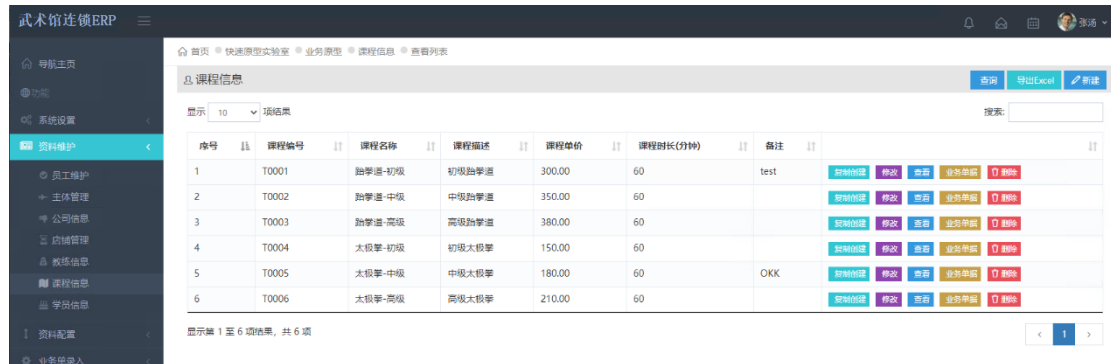 武术馆连锁ERP
张汤
首页 快速原型实验室 业务原型 课程信息 查看列表
导航主页
课程信息 查询 导出Excel 新建
功能
显示 10 项结果 搜索:
系统设置
资料维护
序号 课程编号 课程名称 课程描述 课程单价 课程时长(分钟) 备注
1 T0001 跆拳道-初级 初级跆拳道 300.00 60 test 复制创建 修改 查看 业务单据 删除
员工维护
2 T0002 跆拳道-中级 中级跆拳道 350.00 60 复制创建 修改 查看 业务单据 删除
主体管理
3 T0003 跆拳道-高级 高级跆拳道 380.00 60 复制创建 修改 查看 业务单据 删除
公司信息
店铺管理
4 T0004 太极拳-初级 初级太极拳 150.00 60 复制创建 修改 查看 业务单据 删除
教练信息
5 T0005 太极拳-中级 中级太极拳 180.00 60 OKK 复制创建 修改 查看 业务单据 删除
课程信息
6 T0006 太极拳-高级 高级太极拳 210.00 60 复制创建 修改 查看 业务单据 删除
学员信息
资料配置
显示第 1 至 6 项结果，共 6 项 1
业务单录入